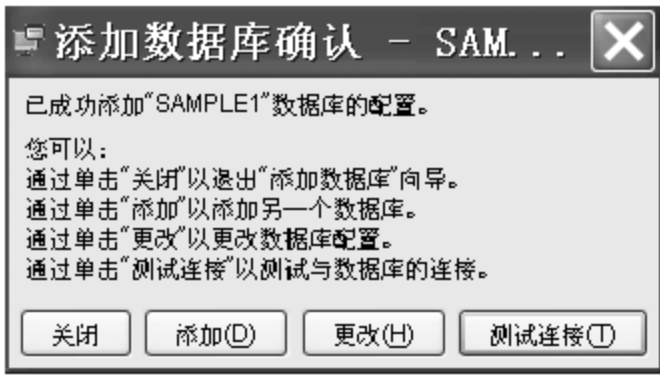 添加数据库确认 - SAM...
已成功添加"SAMPLE1"数据库的配置。
您可以：
通过单击"关闭"以退出"添加数据库"向导。
通过单击"添加"以添加另一个数据库。
通过单击"更改"以更改数据库配置。
通过单击"测试连接"以测试与数据库的连接。
关闭 添加(D) 更改(H) 测试连接(T)